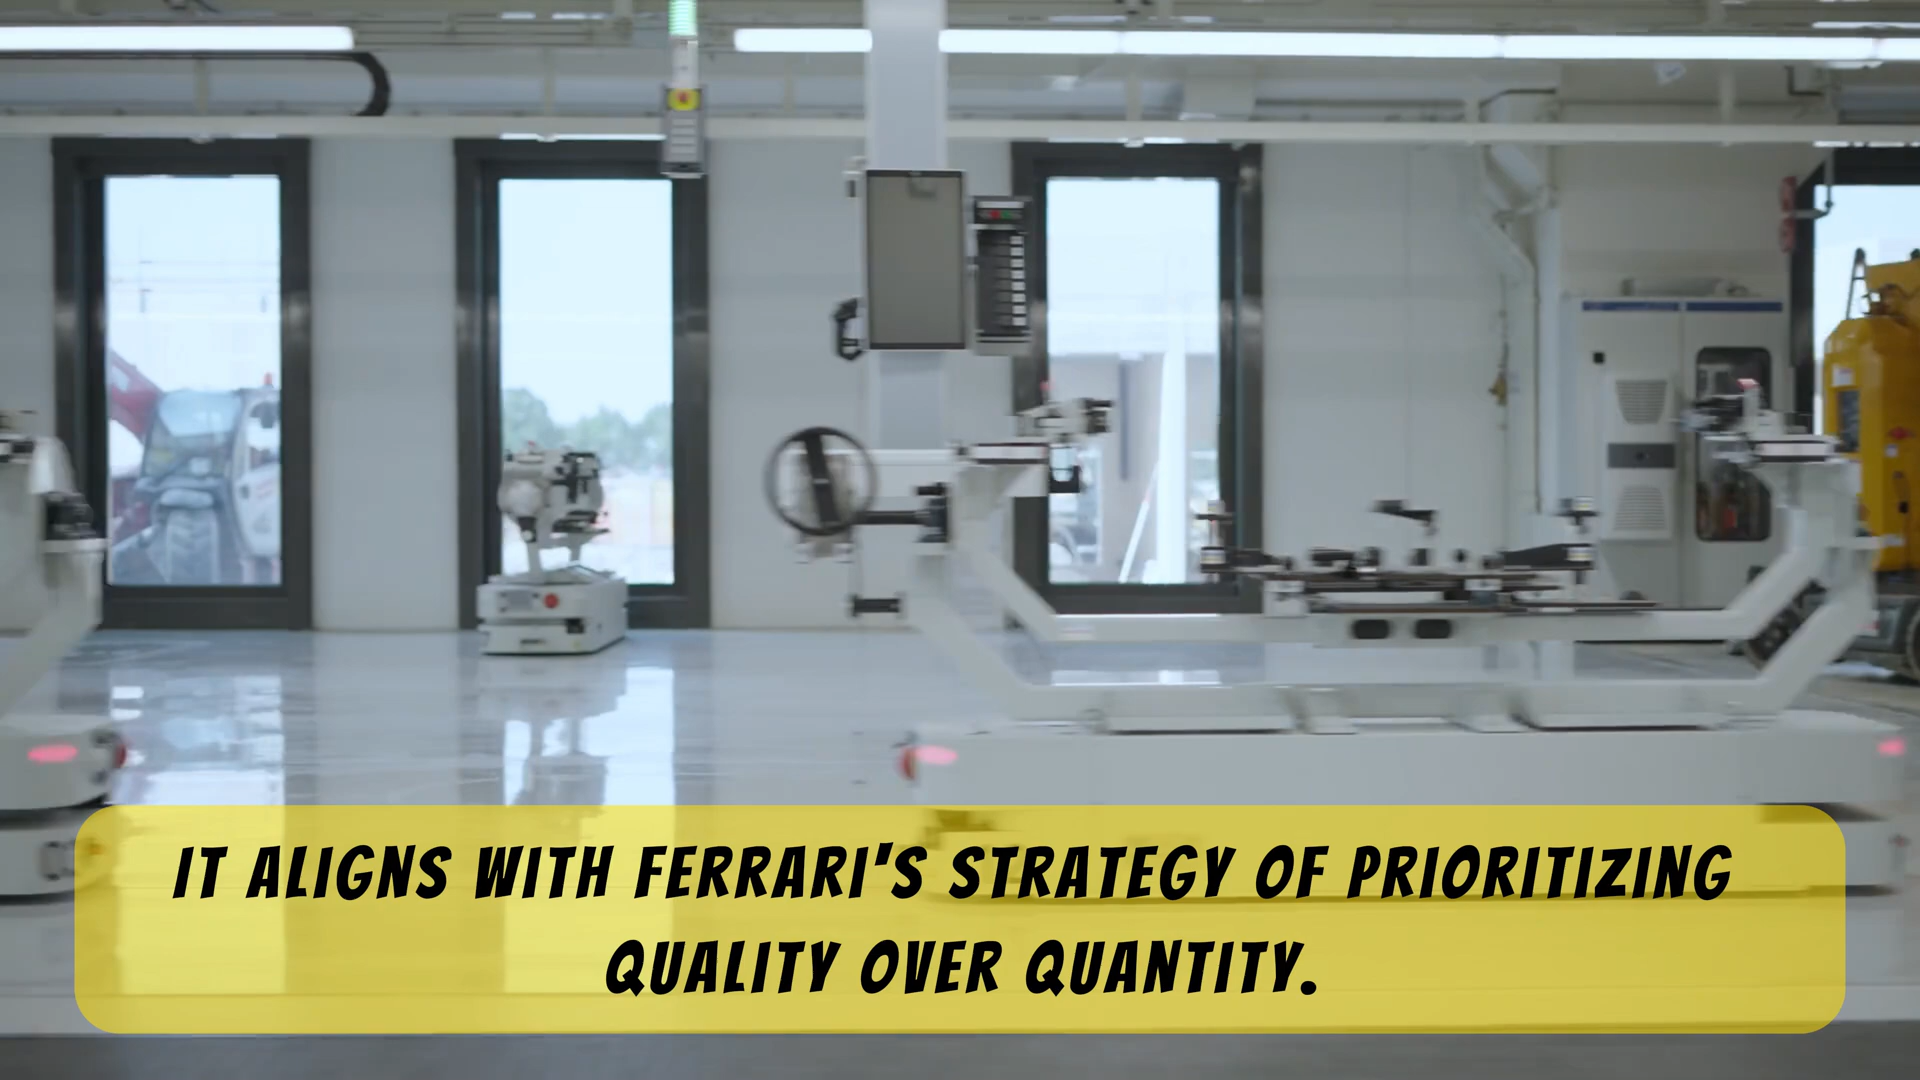 IT ALIGNS WITH FERRARI'S STRATEGY OF PRIORITIZING
QUALITY OVER QUANTITY.